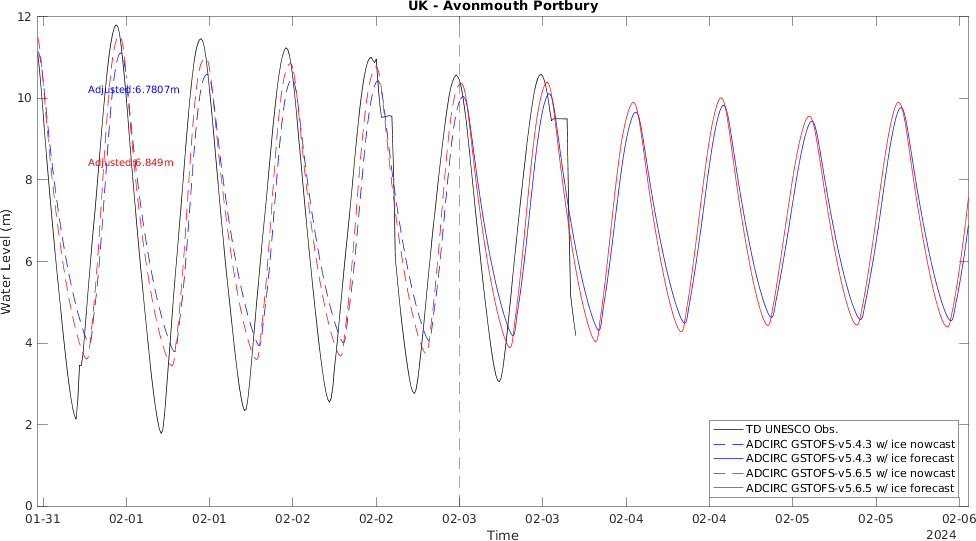 UK - Avonmouth Portbury
12
10
8
6
4
2
0
Water Level (m)
Adjusted:6.7807m
Adjusted:6.849m
TD UNESCO Obs.
ADCIRC GSTOFS-v5.4.3 w/ ice nowcast
ADCIRC GSTOFS-v5.4.3 w/ ice forecast
ADCIRC GSTOFS-v5.6.5 w/ ice nowcast
ADCIRC GSTOFS-v5.6.5 w/ ice forecast
01-31 02-01 02-01 02-02 02-02 02-03 02-03 02-04 02-04 02-05 02-05 02-06
Time
2024